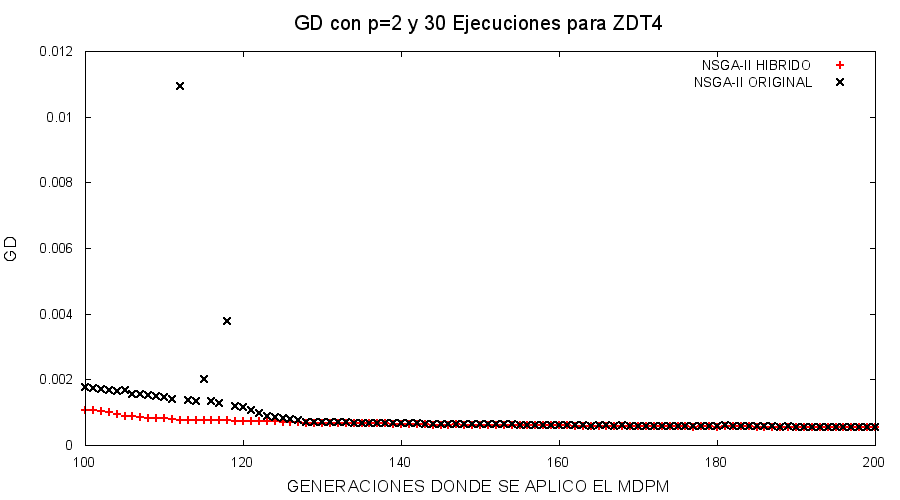 GD con p=2 y 30 Ejecuciones para ZDT4
0.012
NSGA-II HIBRIDO
NSGA-II ORIGINAL
0.01
0.008
0.006
GD
0.004
0.002
0
100 120 140 160 180 200
GENERACIONES DONDE SE APLICO EL MDPM